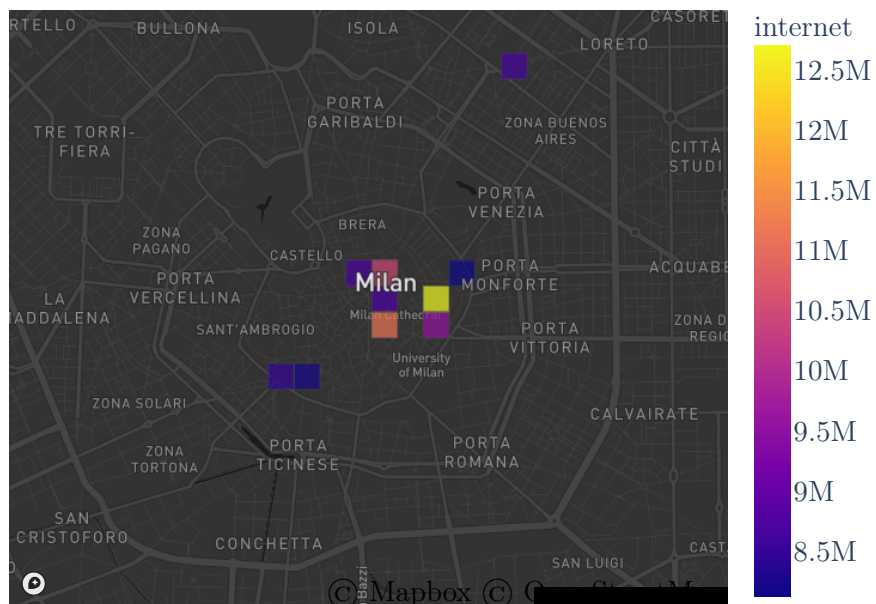 RTELLO
BULLONA
ISOLA
CASORET
LORETO
PORTA
GARIBALDI
ZONA BUENOS
AIRES
TRE TORRI-
FIERA
CITTÀ
STUDI
PORTA
VENEZIA
BRERA
ZONA
PAGANO
CASTELLO
PORTA
VERCELLINA
PORTA
MONFORTE
ACQUABE
Milan
Milan Cathedral
LA
MADDALENA
SANT'AMBROGIO
PORTA
VITTORIA
ZONA D
REGIO
University
of Milan
ZONA SOLARI
CALVAIRATE
ZONA
TORTONA
PORTA
TICINESE
PORTA
ROMANA
SAN
CRISTOFORO
CONCHETTA
SAN LUIGI
CAST
Bazzi
© Mapbox ©
internet
12.5M
12M
11.5M
11M
10.5M
10M
9.5M
9M
8.5M